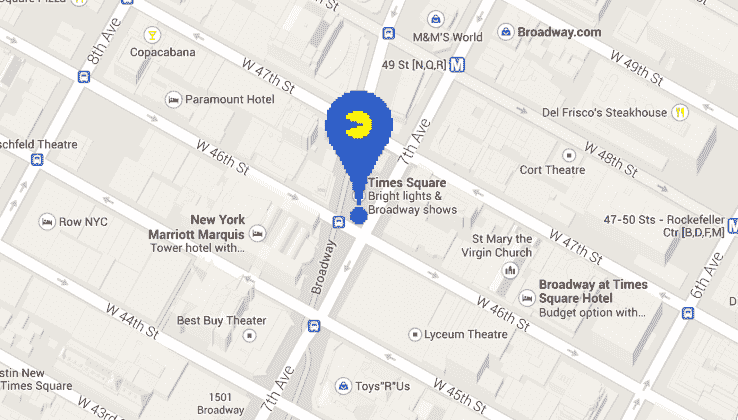 Square Pizza
8th Ave
Copacabana
M&M'S World
Broadway.com
W 47th St
49 St [N,Q,R]
W 49th St
Paramount Hotel
Del Frisco's Steakhouse
7th Ave
schfeld Theatre
W 46th St
W 48th St
Cort Theatre
Times Square
Bright lights &
Broadway shows
Row NYC
New York
Marriott Marquis
Tower hotel with...
47-50 Sts - Rockefeller
Ctr [B,D,F,M]
St Mary the
Virgin Church
W 47th St
Broadway
6th Ave
Broadway at Times
Square Hotel
Budget option with...
D
W 44th St
Best Buy Theater
W 46th St
Lyceum Theatre
ustin New
Times Square
1501
Broadway
7th Ave
Toys"R"Us
W 45th St
W 43rd